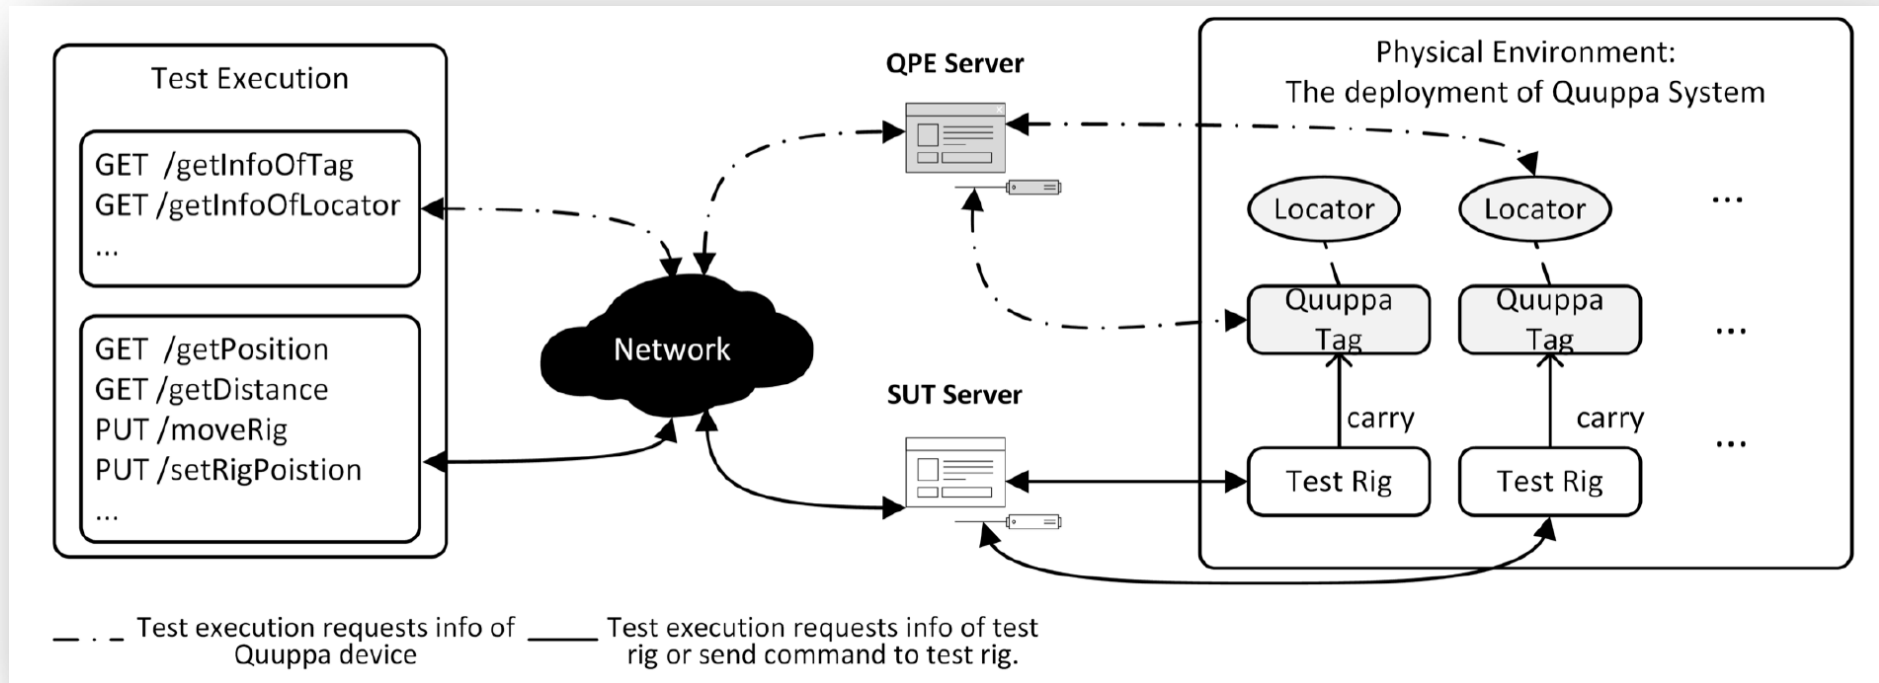 Test Execution
GET /getInfoOfTag
GET /getInfoOfLocator
...
GET /getPosition
GET /getDistance
PUT /moveRig
PUT /setRigPoistion
...
Network
QPE Server
SUT Server
Physical Environment:
The deployment of Quuppa System
Locator
Locator
...
Quuppa
Tag
Quuppa
Tag
...
carry
carry
...
Test Rig
Test Rig
Test execution requests info of
Quuppa device
Test execution requests info of test
rig or send command to test rig.